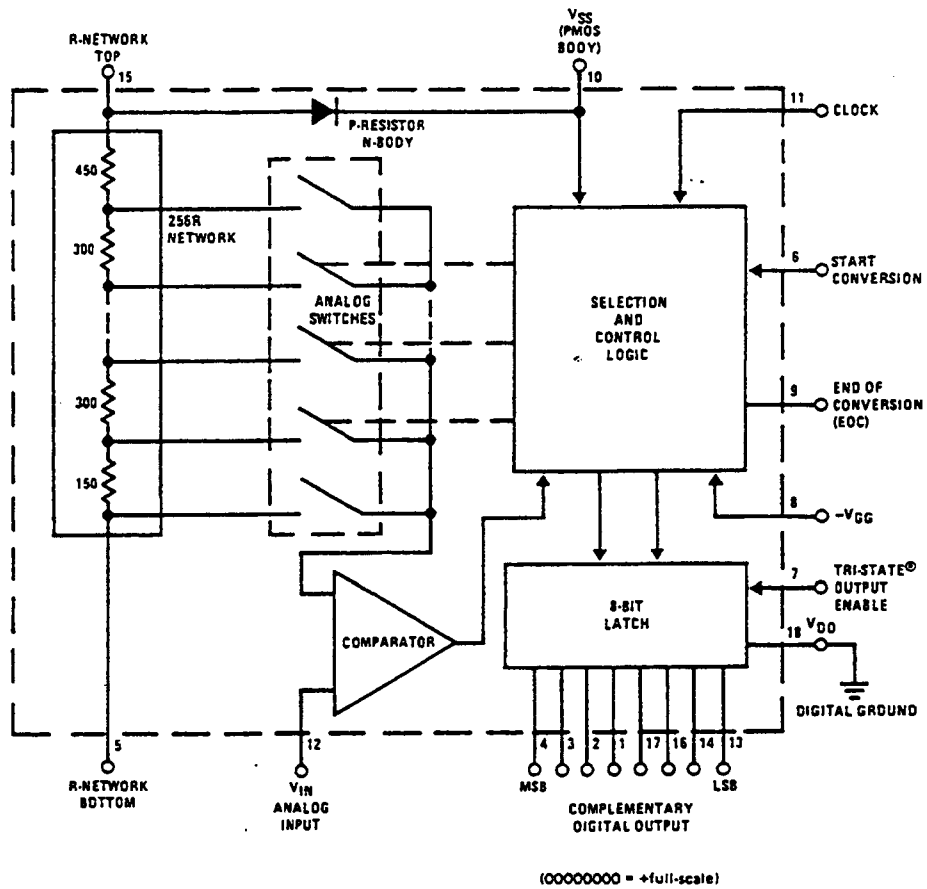 R-NETWORK
TOP
15
VSS
(PMOS
BODY)
10
11
CLOCK
P-RESISTOR
N-BODY
450
256R
NETWORK
300
ANALOG
SWITCHES
300
150
SELECTION
AND
CONTROL
LOGIC
6
START
CONVERSION
9
END OF
CONVERSION
(EOC)
8
-VGG
7
TRI-STATE®
OUTPUT
ENABLE
8-BIT
LATCH
18
VDD
DIGITAL GROUND
COMPARATOR
5
R-NETWORK
BOTTOM
12
VIN
ANALOG
INPUT
4 3 2 1 17 16 14 13
MSB LSB
COMPLEMENTARY
DIGITAL OUTPUT
(00000000 = +full-scale)